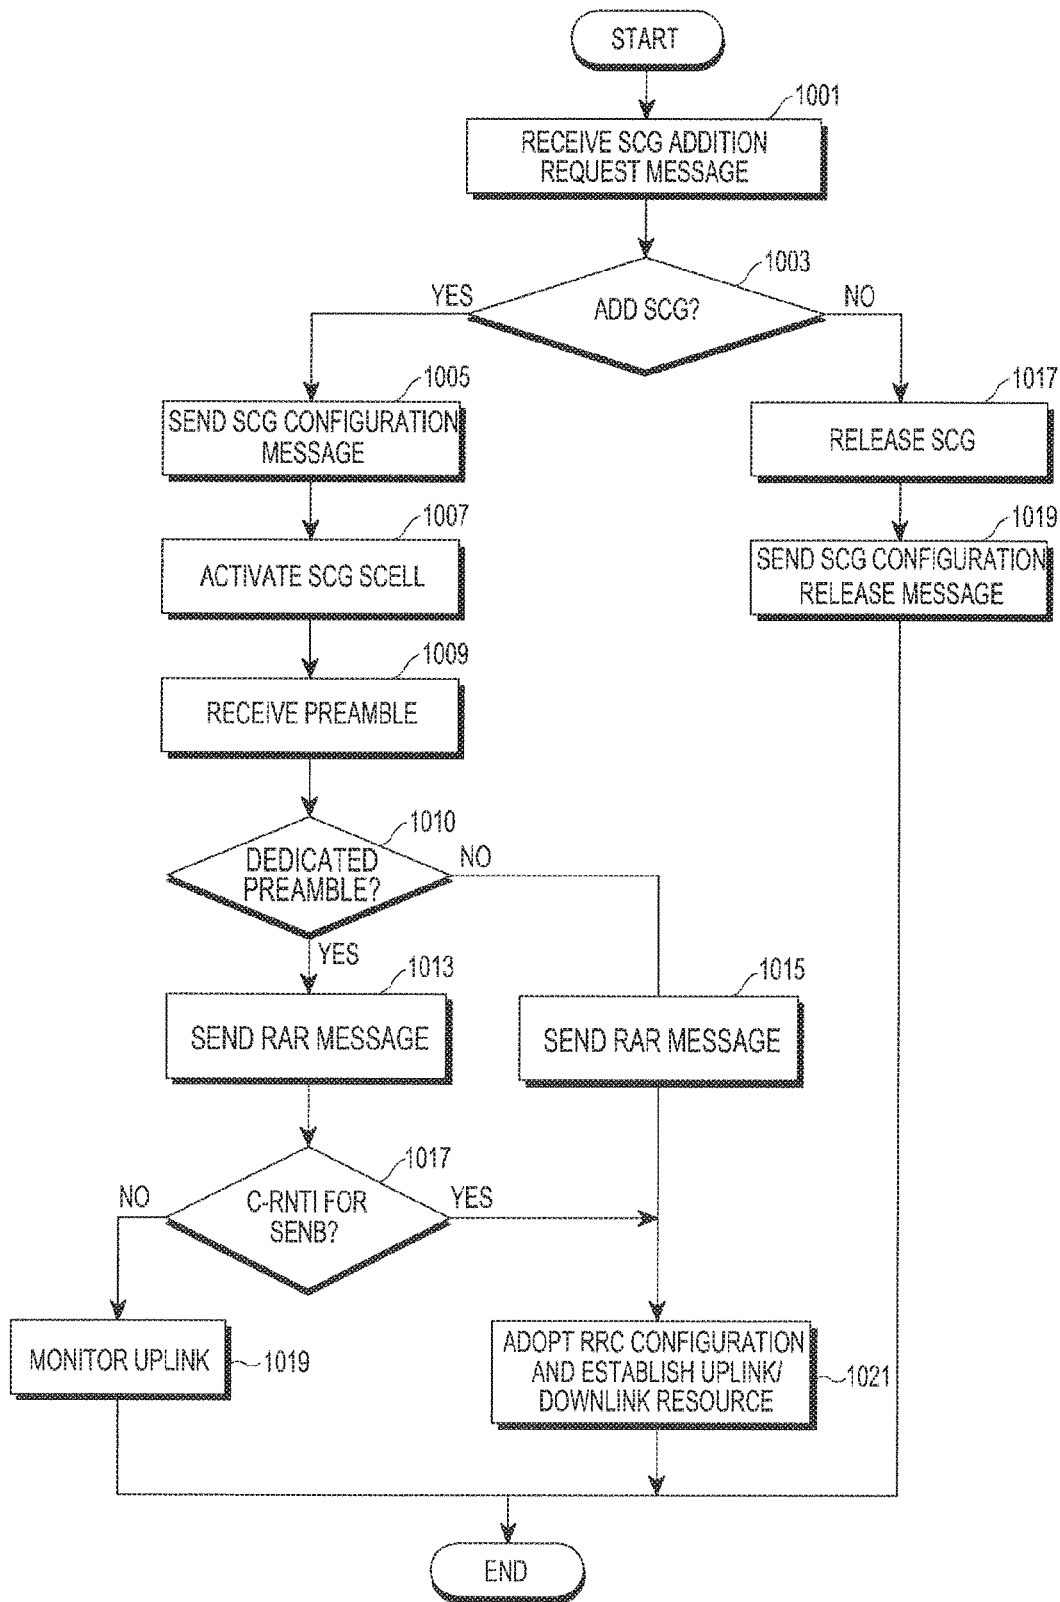 START
1001
RECEIVE SCG ADDITION
REQUEST MESSAGE
1003
YES
ADD SCG?
NO
1005
SEND SCG CONFIGURATION
MESSAGE
1017
RELEASE SCG
1007
ACTIVATE SCG SCELL
1019
SEND SCG CONFIGURATION
RELEASE MESSAGE
1009
RECEIVE PREAMBLE
1010
DEDICATED
PREAMBLE?
NO
YES
1013
SEND RAR MESSAGE
1015
SEND RAR MESSAGE
1017
NO
C-RNTI FOR
SENB?
YES
MONITOR UPLINK
1019
ADOPT RRC CONFIGURATION
AND ESTABLISH UPLINK/
DOWNLINK RESOURCE
1021
END